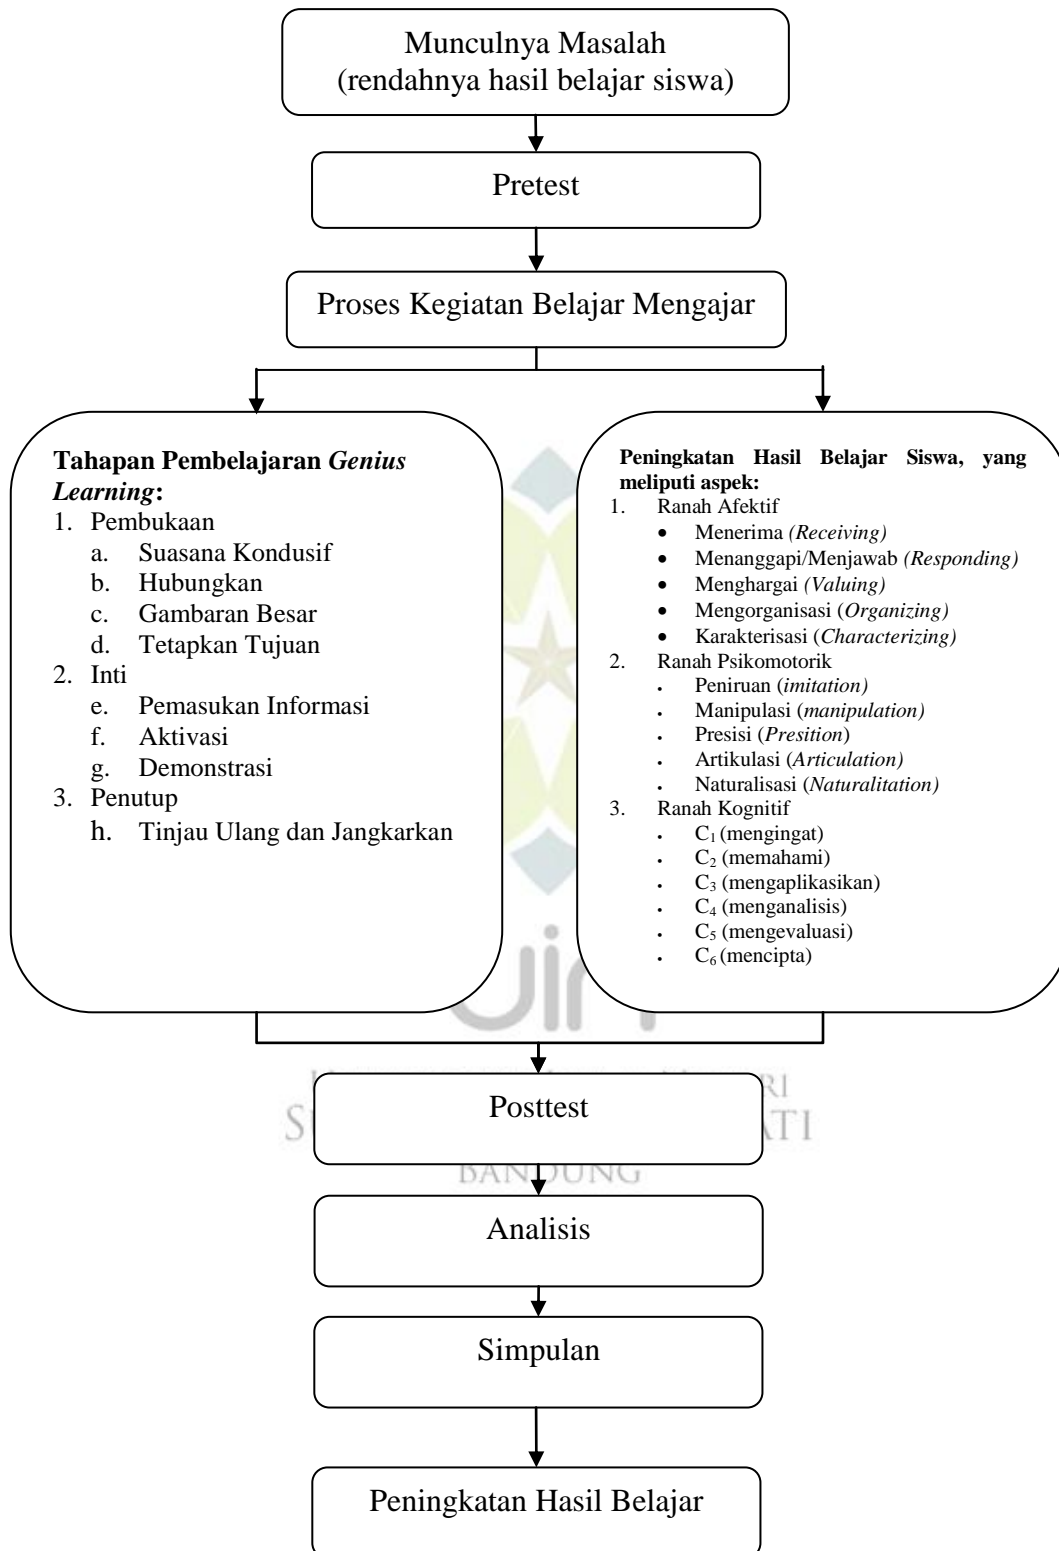 Munculnya Masalah
(rendahnya hasil belajar siswa)
Pretest
Proses Kegiatan Belajar Mengajar
Tahapan Pembelajaran Genius
Learning:
1. Pembukaan
a. Suasana Kondusif
b. Hubungkan
c. Gambaran Besar
d. Tetapkan Tujuan
2. Inti
e. Pemasukan Informasi
f. Aktivasi
g. Demonstrasi
3. Penutup
h. Tinjau Ulang dan Jangkarkan
Peningkatan Hasil Belajar Siswa, yang
meliputi aspek:
1. Ranah Afektif
• Menerima (Receiving)
• Menanggapi/Menjawab (Responding)
• Menghargai (Valuing)
• Mengorganisasi (Organizing)
• Karakterisasi (Characterizing)
2. Ranah Psikomotorik
• Peniruan (imitation)
• Manipulasi (manipulation)
• Presisi (Presition)
• Artikulasi (Articulation)
• Naturalisasi (Naturalitation)
3. Ranah Kognitif
• C₁ (mengingat)
• C₂ (memahami)
• C₃ (mengaplikasikan)
• C₄ (menganalisis)
• C₅ (mengevaluasi)
• C₆ (mencipta)
uin
Posttest
BANDUNG
Analisis
Simpulan
Peningkatan Hasil Belajar